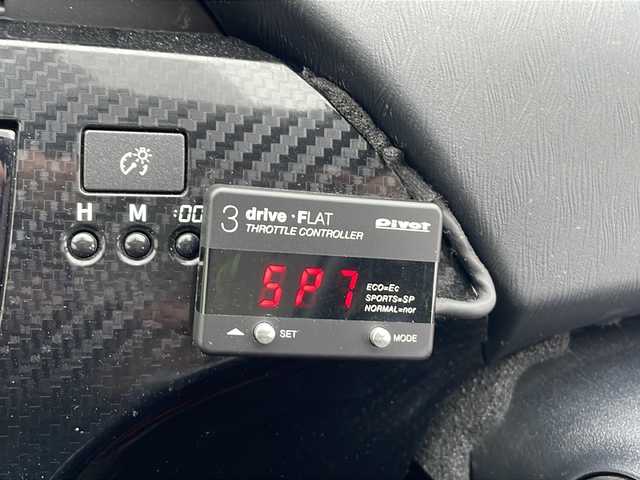 H M :00
3 drive・FLAT Pivot
THROTTLE CONTROLLER
SP7
ECO=Ec
SPORTS=SP
NORMAL=nor
SET MODE